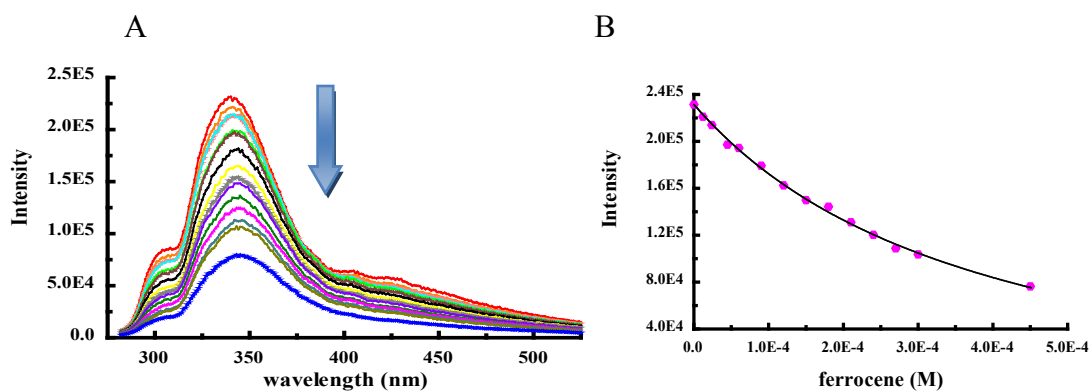 A
B
Intensity
2.5E5
2.0E5
1.5E5
1.0E5
5.0E4
0.0
300
350
400
450
500
wavelength (nm)
Intensity
2.4E5
2.0E5
1.6E5
1.2E5
8.0E4
4.0E4
0.0
1.0E-4
2.0E-4
3.0E-4
4.0E-4
5.0E-4
ferrocene (M)